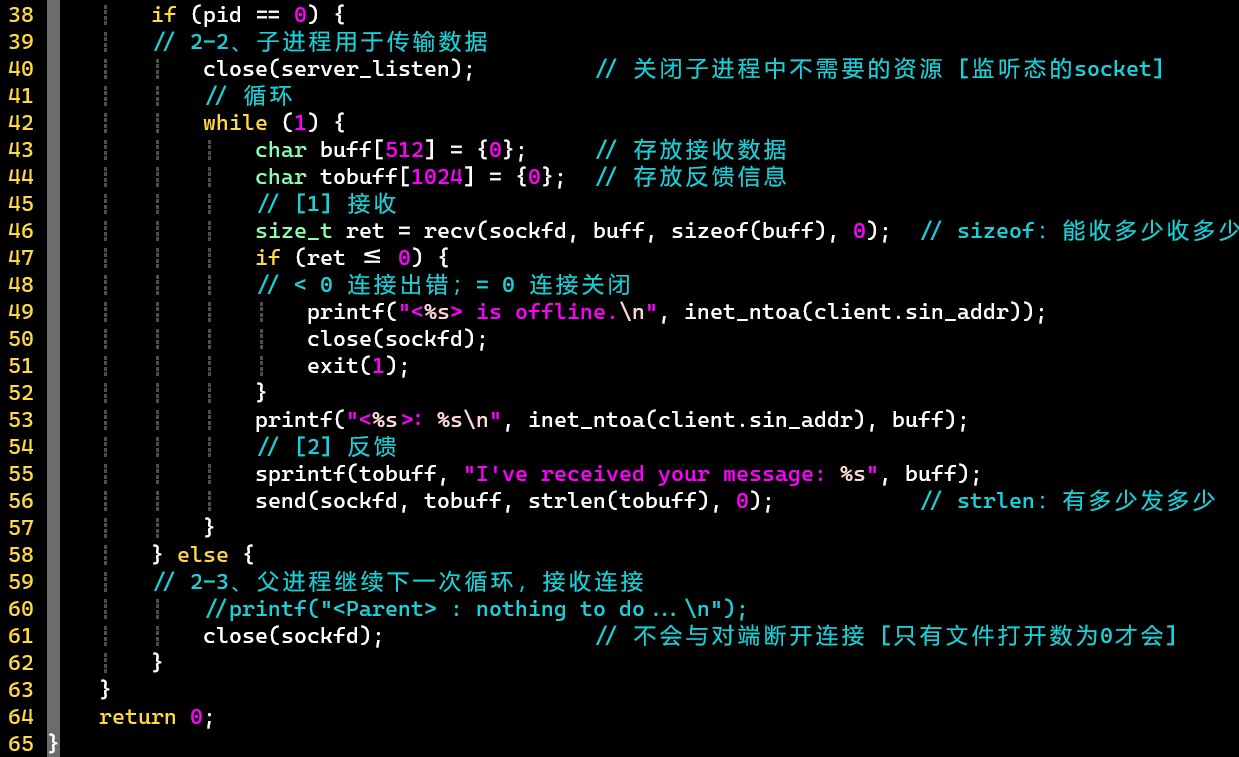 38 if (pid == 0) {
39 // 2-2、子进程用于传输数据
40 close(server_listen); // 关闭子进程中不需要的资源 [监听态的socket]
41 // 循环
42 while (1) {
43 char buff[512] = {0}; // 存放接收数据
44 char tobuff[1024] = {0}; // 存放反馈信息
45 // [1] 接收
46 size_t ret = recv(sockfd, buff, sizeof(buff), 0); // sizeof：能收多少收多少
47 if (ret <= 0) {
48 // < 0 连接出错；= 0 连接关闭
49 printf("<%s> is offline.\n", inet_ntoa(client.sin_addr));
50 close(sockfd);
51 exit(1);
52 }
53 printf("<%s>: %s\n", inet_ntoa(client.sin_addr), buff);
54 // [2] 反馈
55 sprintf(tobuff, "I've received your message: %s", buff);
56 send(sockfd, tobuff, strlen(tobuff), 0); // strlen：有多少发多少
57 }
58 } else {
59 // 2-3、父进程继续下一次循环，接收连接
60 //printf("<Parent> : nothing to do...\n");
61 close(sockfd); // 不会与对端断开连接 [只有文件打开数为0才会]
62 }
63 }
64 return 0;
65 }